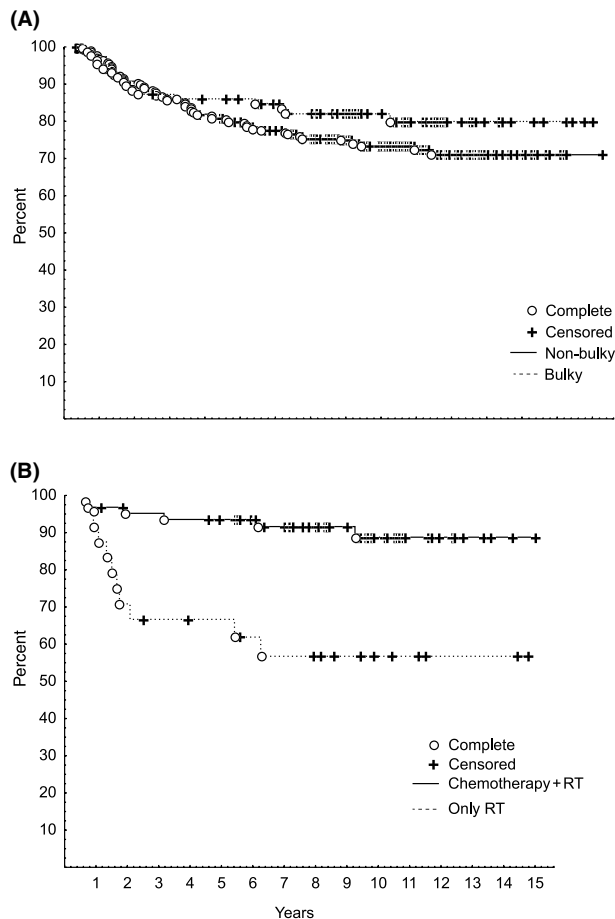 (A)
100
90
80
70
60
50
40
30
20
10
Percent
Complete
Censored
Non-bulky
Bulky
(B)
100
90
80
70
60
50
40
30
20
10
Percent
Complete
Censored
Chemotherapy + RT
Only RT
1 2 3 4 5 6 7 8 9 10 11 12 13 14 15
Years